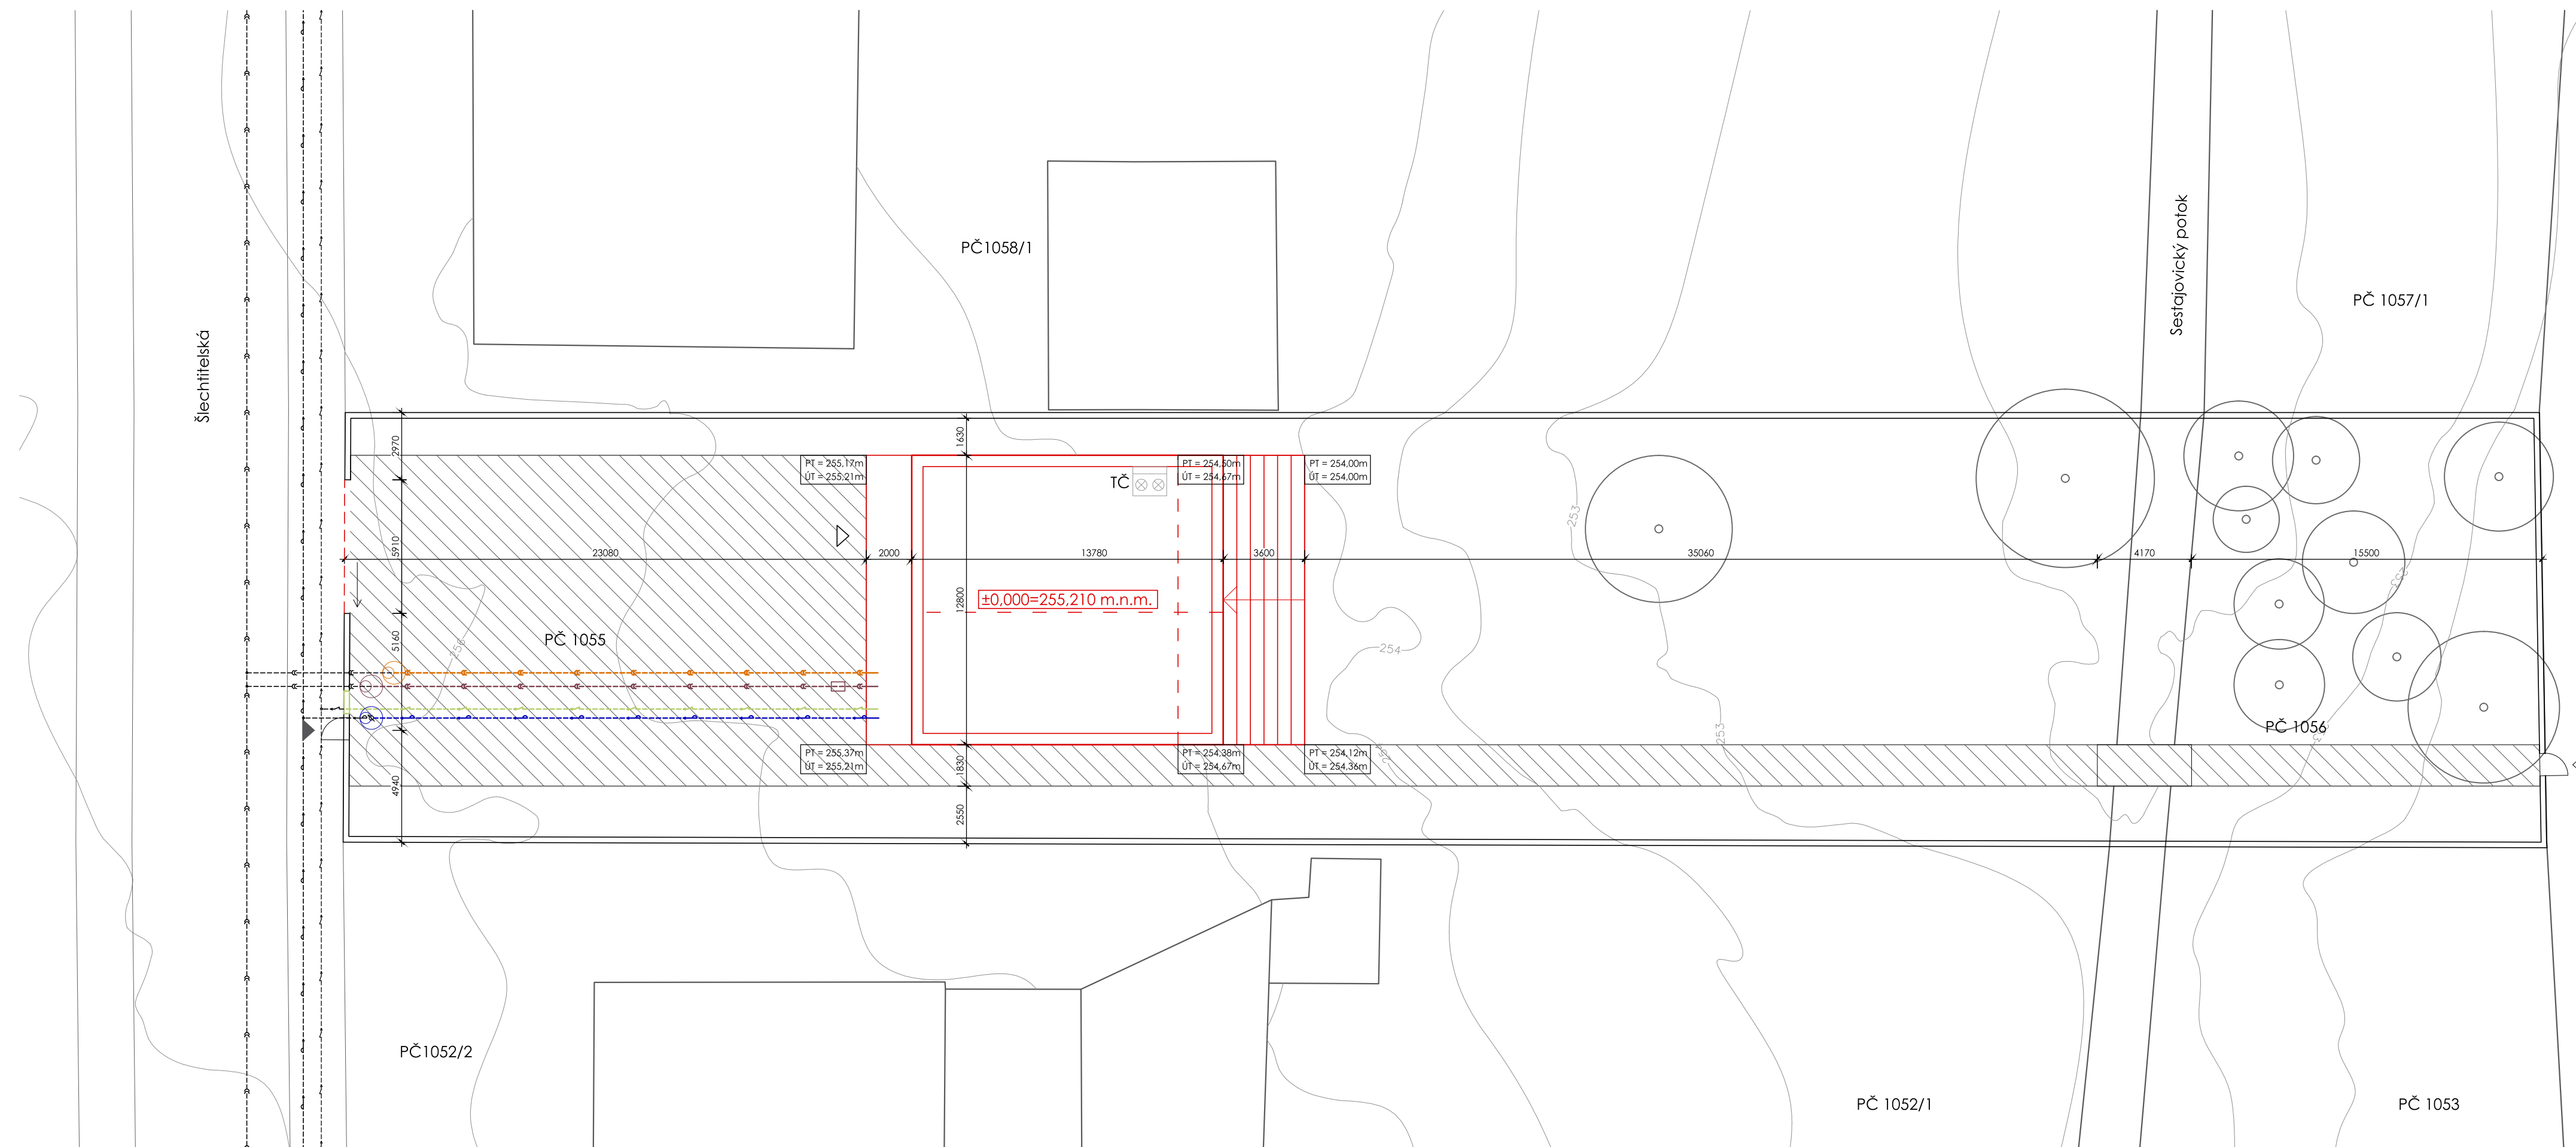 Šlechtitelská
PČ1058/1
Sestajovický potok
PČ 1057/1
2970
1630
PT = 255,17m
ÚT = 255,21m
TČ
PT = 254,50m
ÚT = 254,67m
PT = 254,00m
ÚT = 254,00m
253
5910
23080
2000
13780
3600
35060
4170
15500
12800
±0,000=255,210 m.n.m.
5160
PČ 1055
254
253
PČ 1056
PT = 255,37m
ÚT = 255,21m
PT = 254,38m
ÚT = 254,67m
PT = 254,12m
ÚT = 254,36m
1830
4940
2550
PČ1052/2
PČ 1052/1
PČ 1053